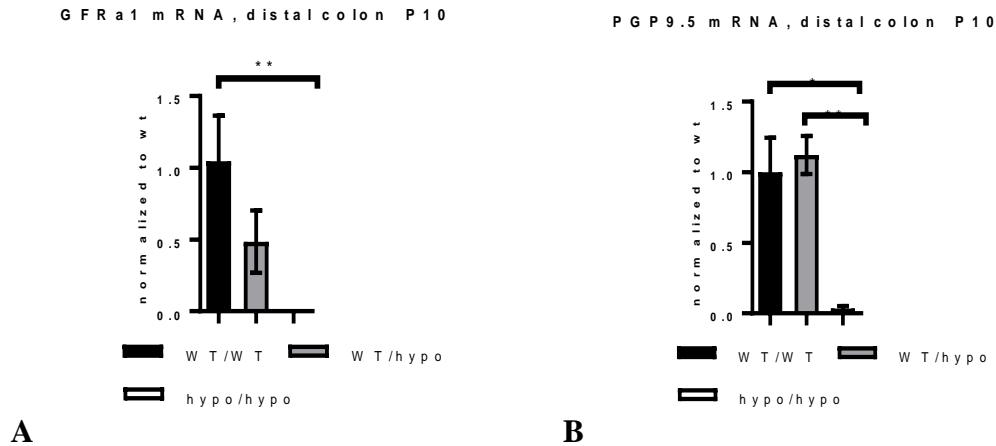 GFRa1 mRNA, distal colon P10
**
normalized to wt
1.5
1.0
0.5
0.0
WT/WT
WT/hypo
hypo/hypo
A
PGP9.5 mRNA, distal colon P10
*
**
normalized to wt
1.5
1.0
0.5
0.0
WT/WT
WT/hypo
hypo/hypo
B